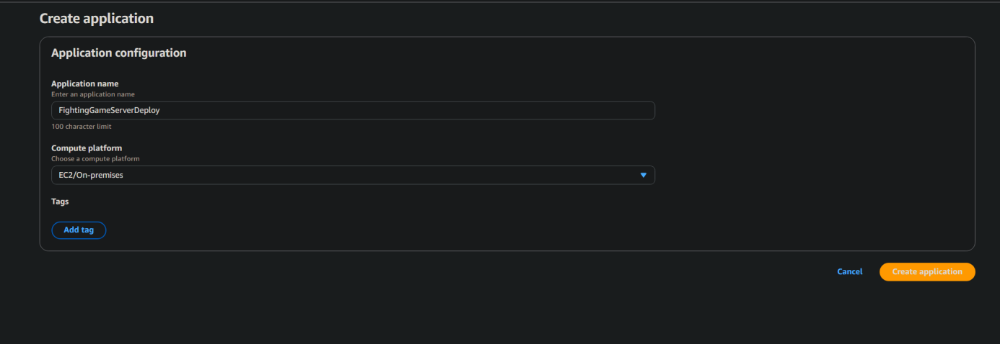 Create application
Application configuration
Application name
Enter an application name
FightingGameServerDeploy
100 character limit
Compute platform
Choose a compute platform
EC2/On-premises
Tags
Add tag
Cancel
Create application